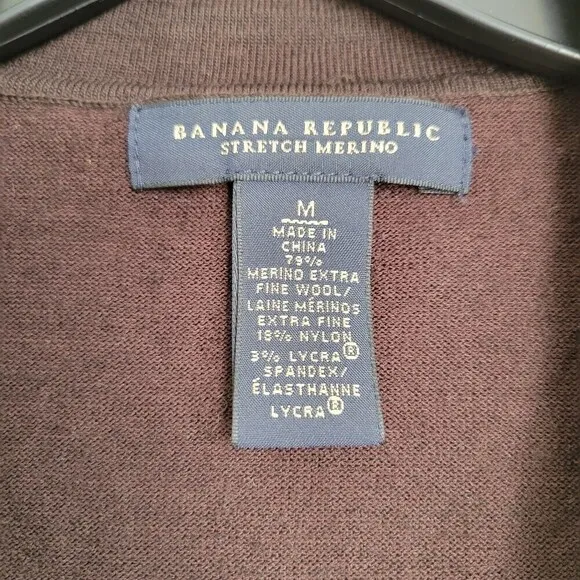 BANANA REPUBLIC
STRETCH MERINO
M
MADE IN
CHINA
79%
MERINO EXTRA
FINE WOOL/
LAINE MÉRINOS
EXTRA FINE
18% NYLON
3% LYCRA®
SPANDEX/
ÉLASTHANNE
LYCRA®